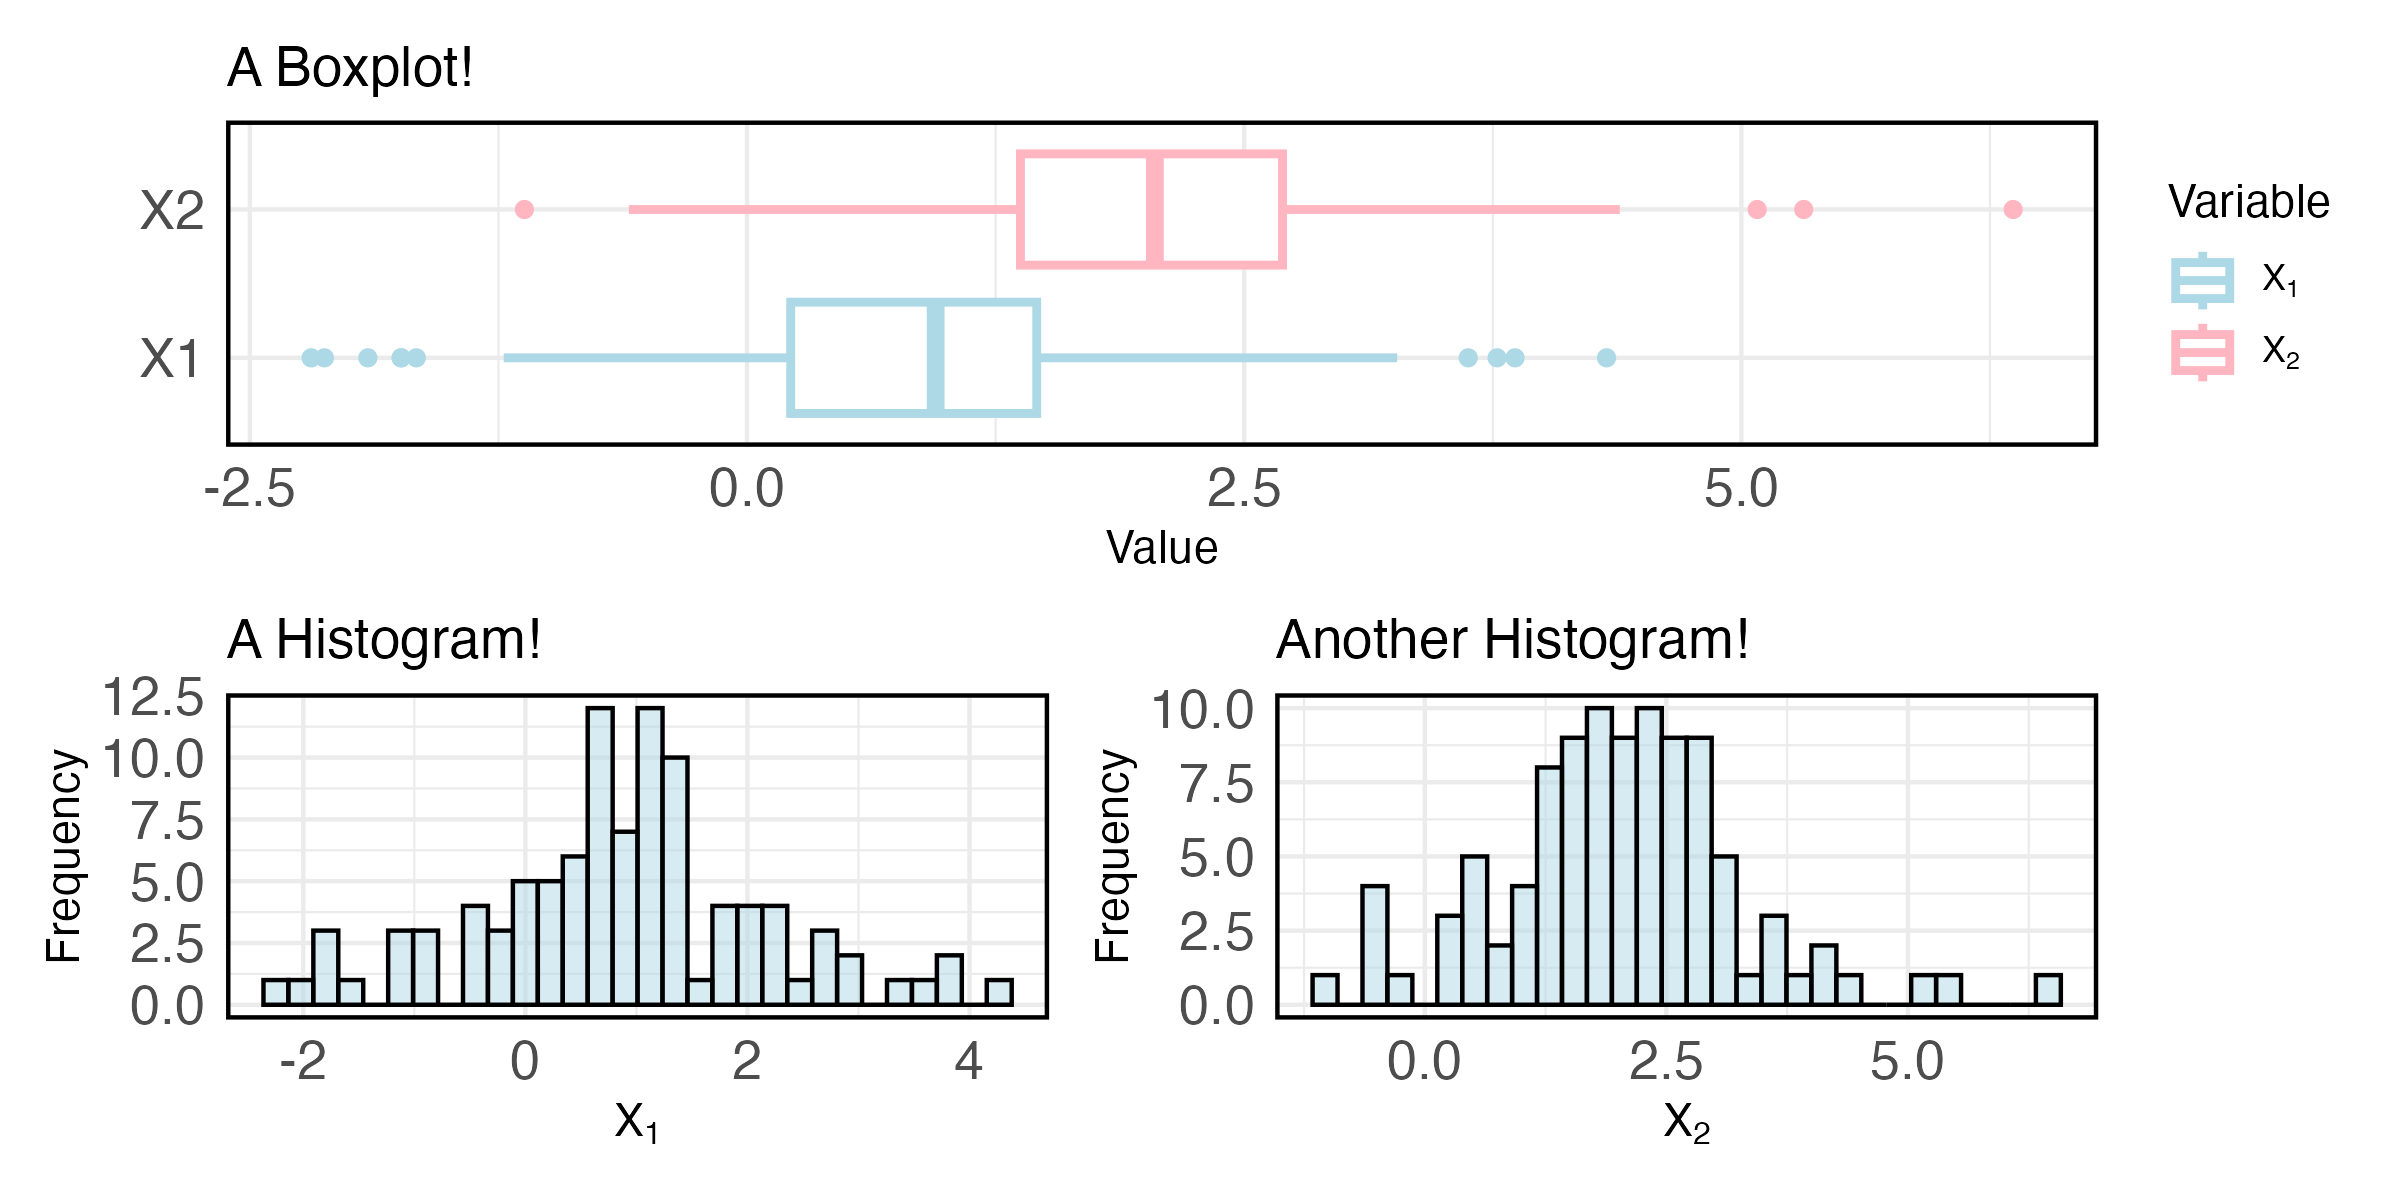 A Boxplot!
X2
X1
-2.5 0.0 2.5 5.0
Value
Variable
X₁
X₂
A Histogram!
12.5
10.0
7.5
5.0
2.5
0.0
Frequency
-2 0 2 4
X₁
Another Histogram!
10.0
7.5
5.0
2.5
0.0
Frequency
0.0 2.5 5.0
X₂